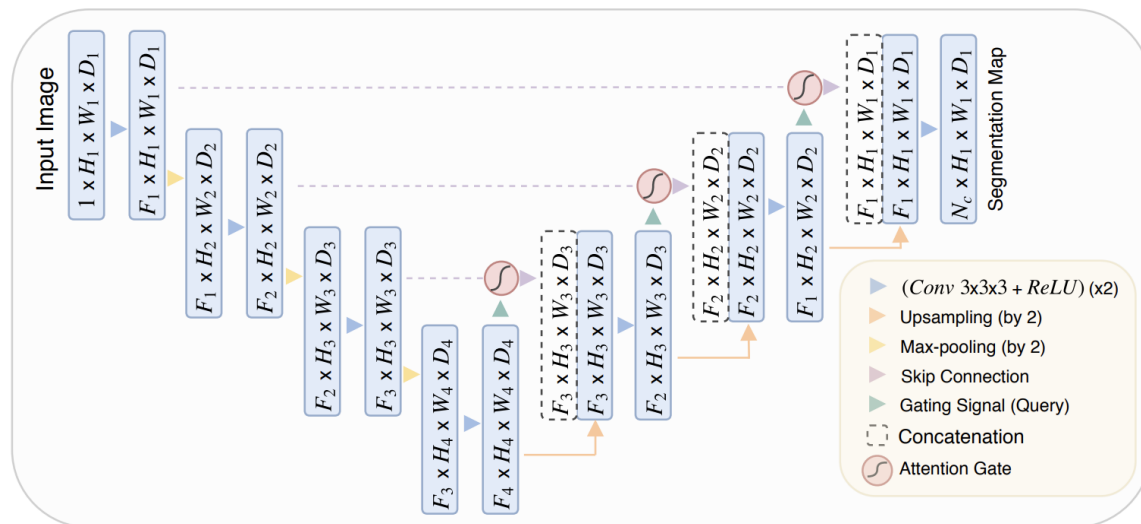 Input Image
1 x H₁ x W₁ x D₁
F₁ x H₁ x W₁ x D₁
F₁ x H₂ x W₂ x D₂
F₂ x H₂ x W₂ x D₂
F₂ x H₃ x W₃ x D₃
F₃ x H₃ x W₃ x D₃
F₃ x H₄ x W₄ x D₄
F₄ x H₄ x W₄ x D₄
F₃ x H₃ x W₃ x D₃
F₃ x H₃ x W₃ x D₃
F₂ x H₃ x W₃ x D₃
F₂ x H₂ x W₂ x D₂
F₂ x H₂ x W₂ x D₂
F₁ x H₂ x W₂ x D₂
F₁ x H₁ x W₁ x D₁
F₁ x H₁ x W₁ x D₁
N_c x H₁ x W₁ x D₁
Segmentation Map
(Conv 3x3x3 + ReLU) (x2)
Upsampling (by 2)
Max-pooling (by 2)
Skip Connection
Gating Signal (Query)
Concatenation
Attention Gate